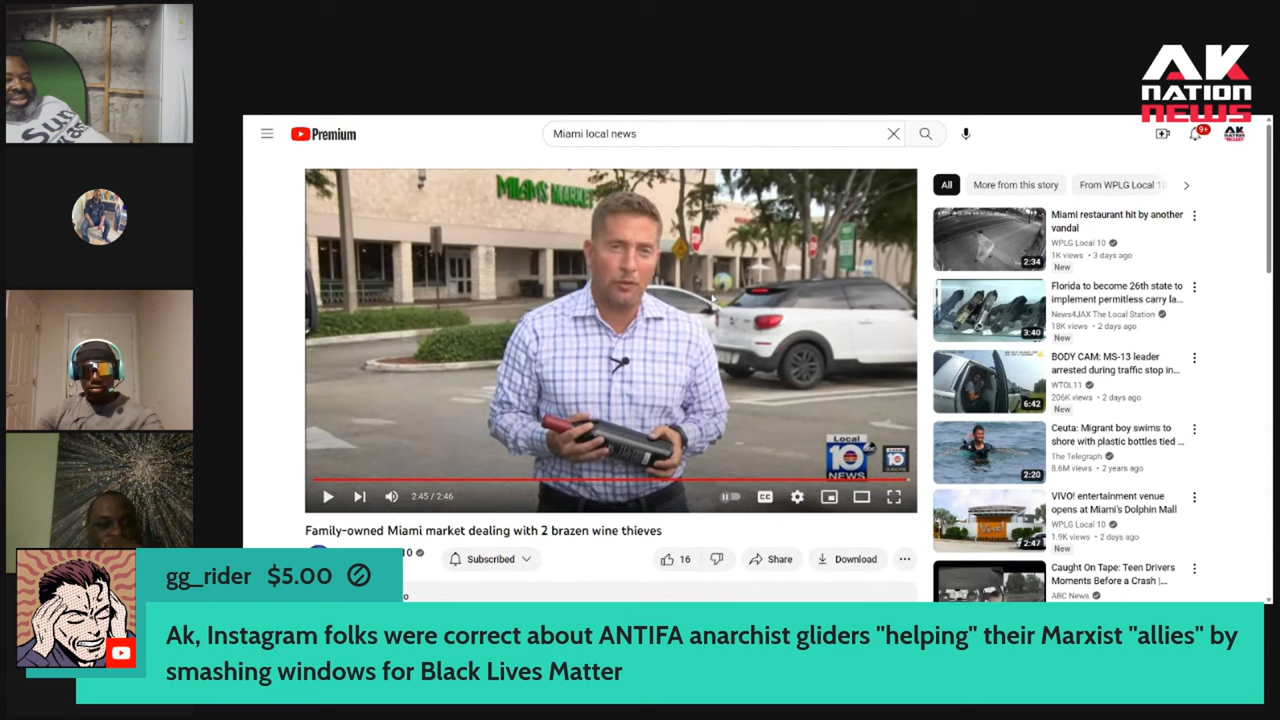 AK
NATION
NEWS
Premium
Miami local news
9+
MILAM'S MARKET
Local
10
NEWS
2:45 / 2:46
Family-owned Miami market dealing with 2 brazen wine thieves
10
Subscribed
16
Share
Download
All
More from this story
From WPLG Local 10
Miami restaurant hit by another
vandal
WPLG Local 10
1K views • 3 days ago
New
2:34
Florida to become 26th state to
implement permitless carry la...
News4JAX The Local Station
18K views • 2 days ago
New
3:40
BODY CAM: MS-13 leader
arrested during traffic stop in...
WTOL11
206K views • 2 days ago
New
6:42
Ceuta: Migrant boy swims to
shore with plastic bottles tied ...
The Telegraph
8.6M views • 2 years ago
2:20
VIVO! entertainment venue
opens at Miami's Dolphin Mall
WPLG Local 10
1.9K views • 2 days ago
New
2:47
Caught On Tape: Teen Drivers
Moments Before a Crash |...
ABC News
gg_rider $5.00
Ak, Instagram folks were correct about ANTIFA anarchist gliders "helping" their Marxist "allies" by
smashing windows for Black Lives Matter